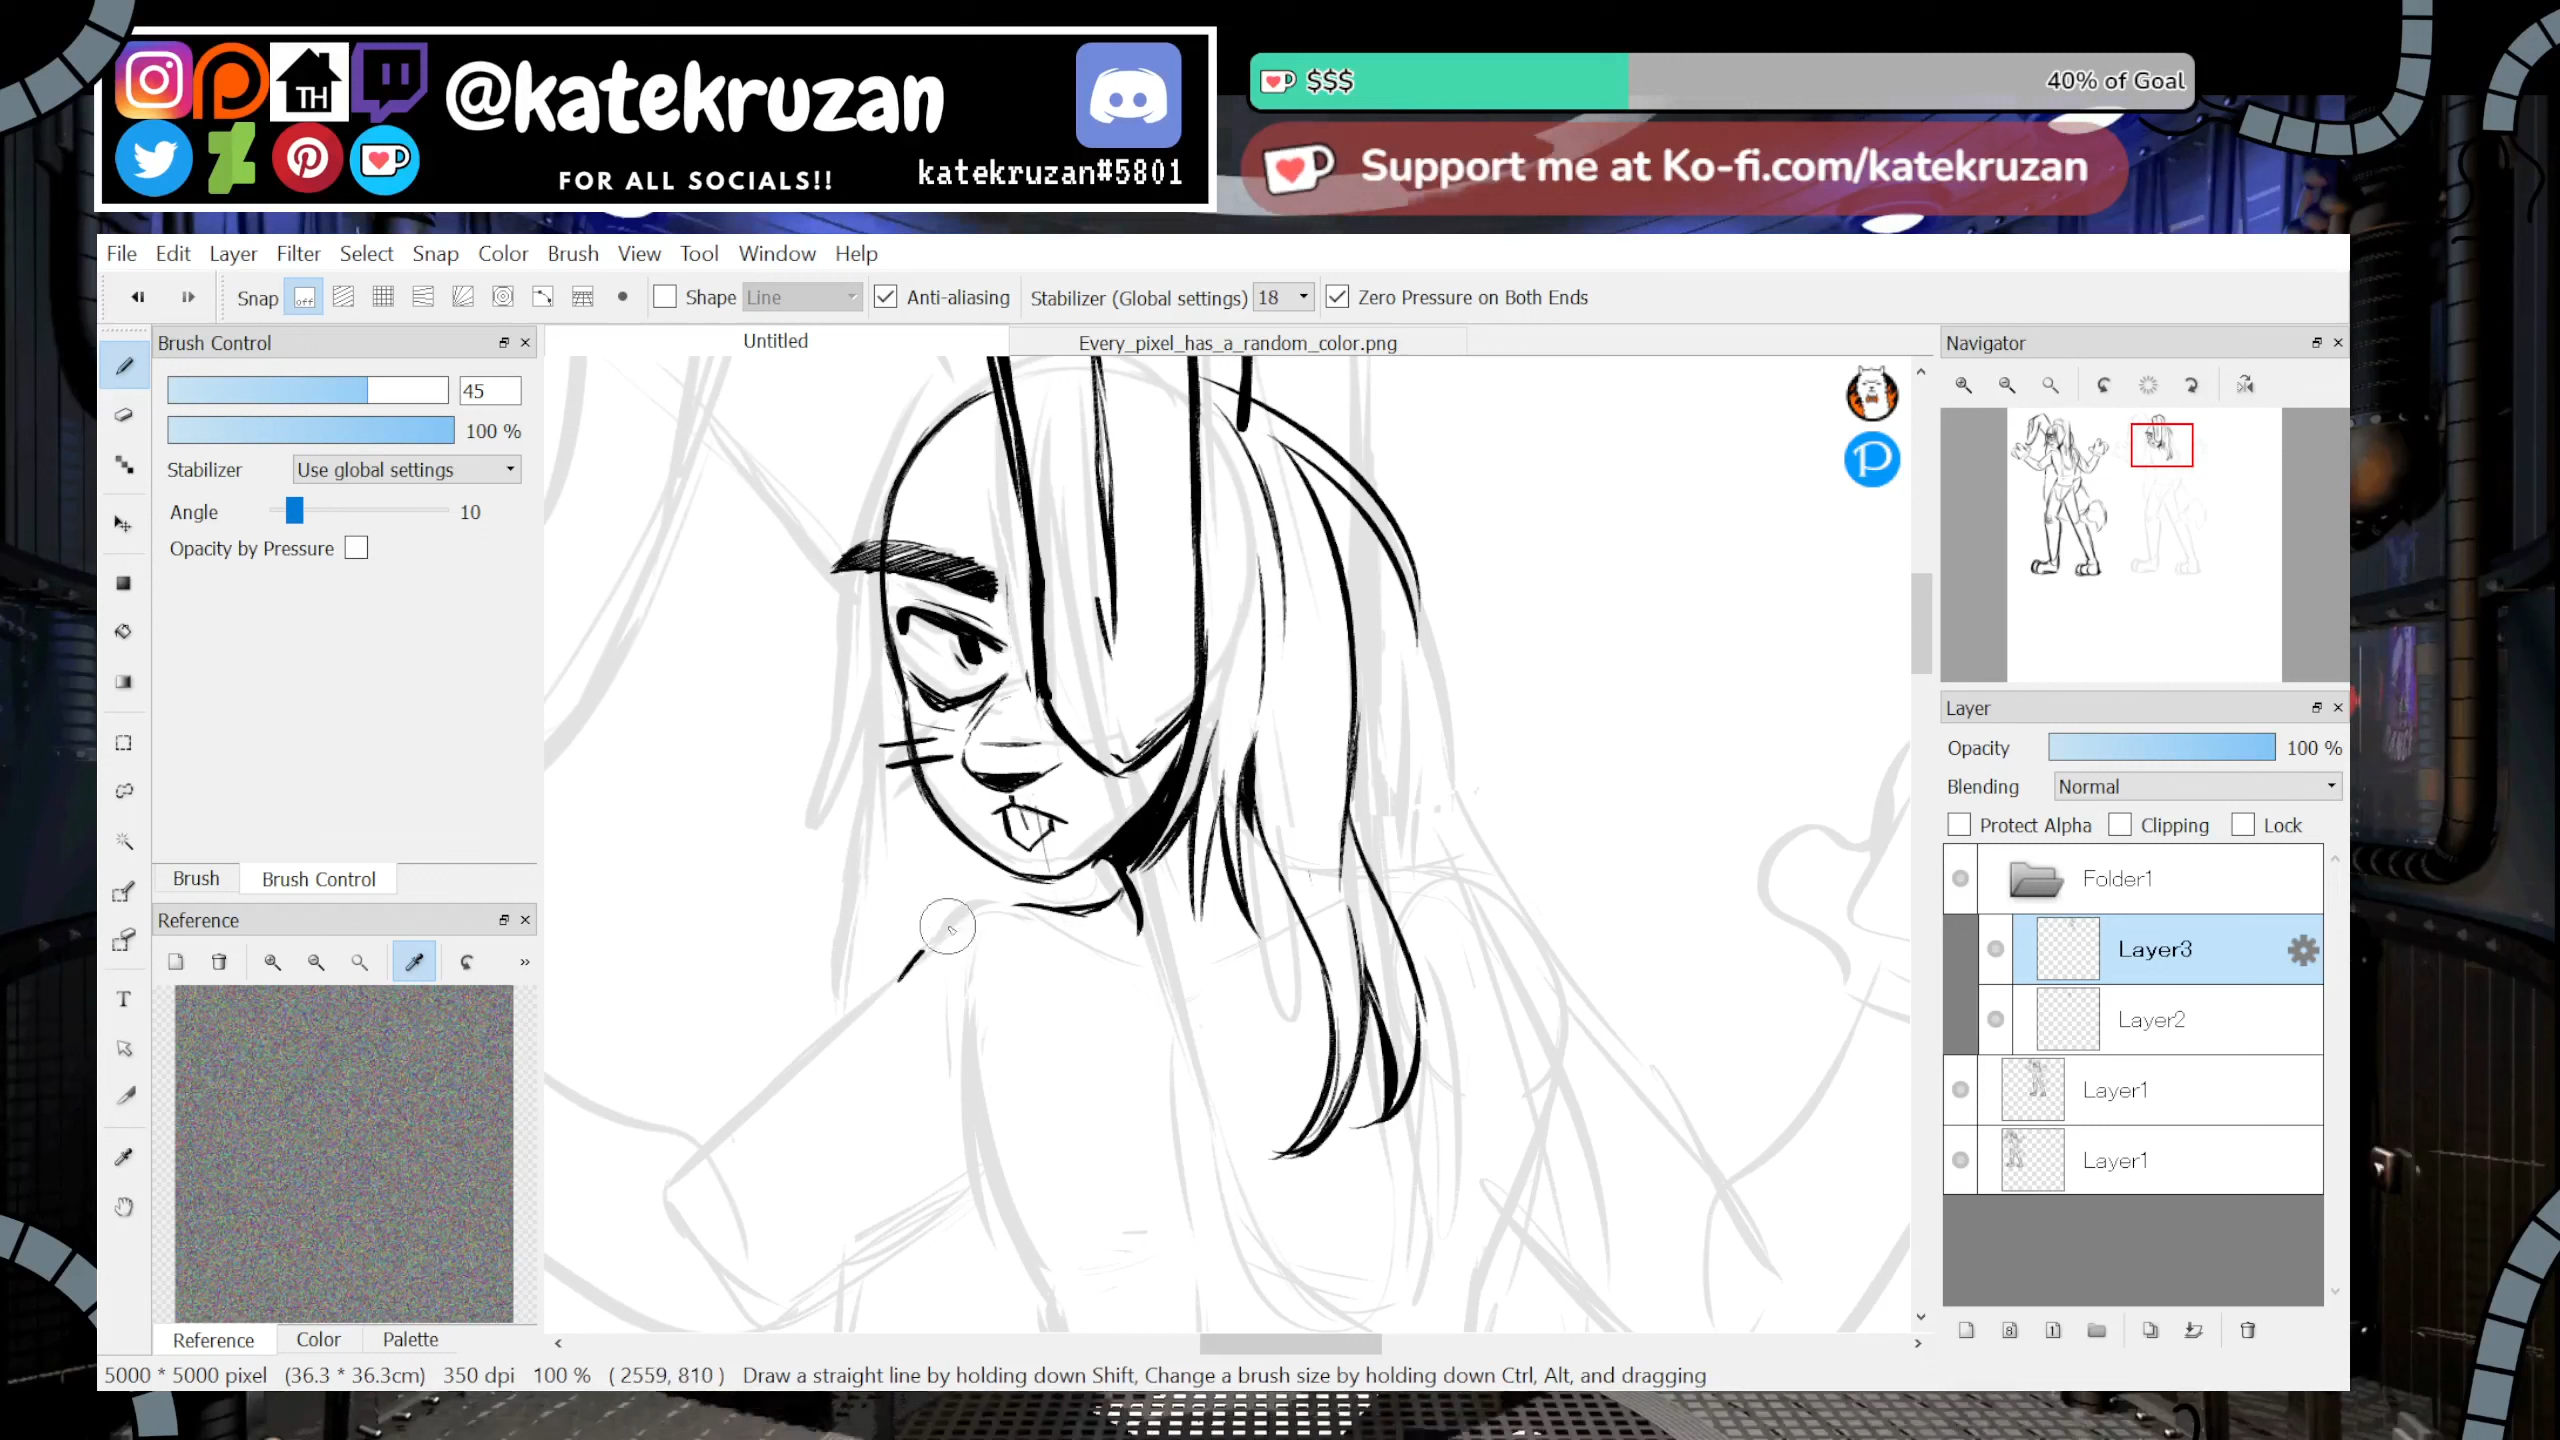 TH
@katekruzan
FOR ALL SOCIALS!!
katekruzan#5801
$$$
40% of Goal
Support me at Ko-fi.com/katekruzan
File Edit Layer Filter Select Snap Color Brush View Tool Window Help
Snap off Shape Line Anti-aliasing Stabilizer (Global settings) 18 Zero Pressure on Both Ends
Brush Control
45
100 %
Stabilizer Use global settings
Angle 10
Opacity by Pressure
Brush Brush Control
Reference
»
T
Reference Color Palette
Untitled
Every_pixel_has_a_random_color.png
P
Navigator
Layer
Opacity 100 %
Blending Normal
Protect Alpha Clipping Lock
Folder1
Layer3
Layer2
Layer1
Layer1
8 1
5000 * 5000 pixel (36.3 * 36.3cm) 350 dpi 100 % ( 2559, 810 ) Draw a straight line by holding down Shift, Change a brush size by holding down Ctrl, Alt, and dragging